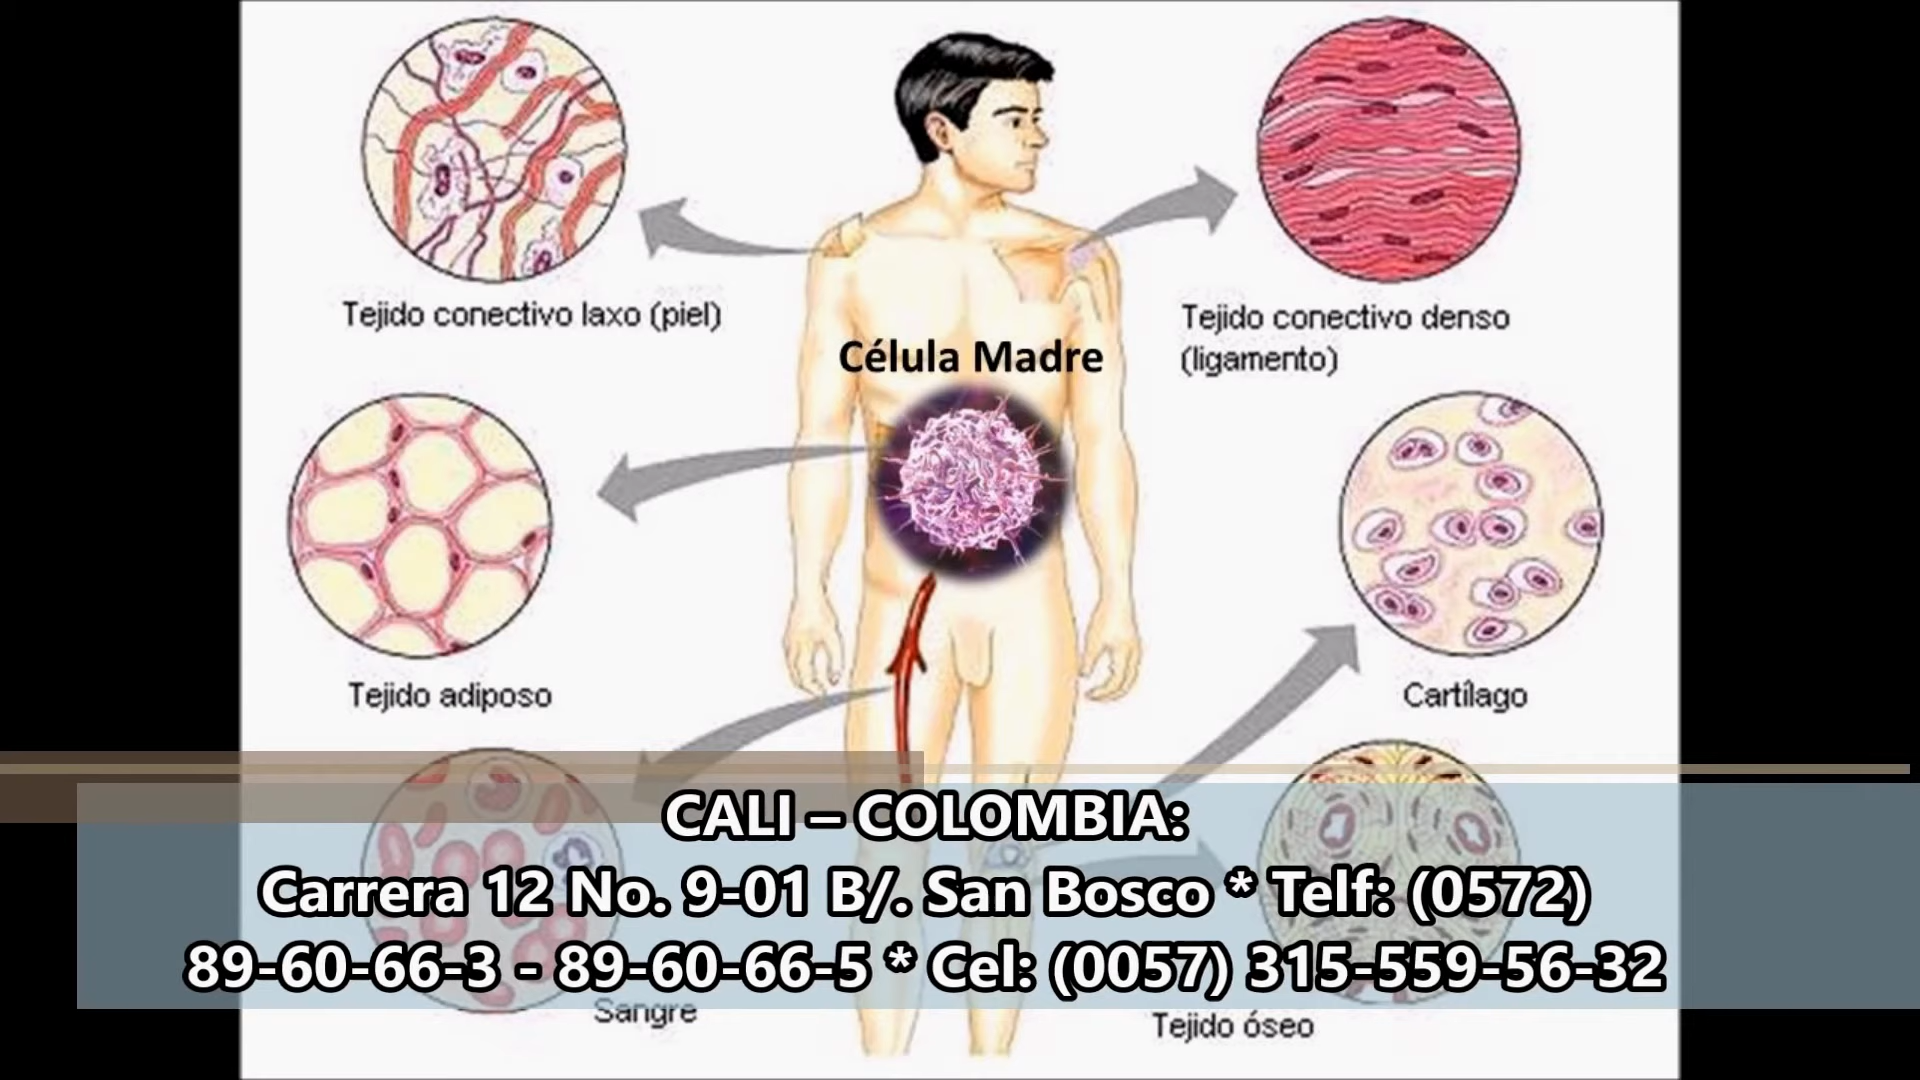 Tejido conectivo laxo (piel)
Tejido conectivo denso
(ligamento)
Célula Madre
Tejido adiposo
Cartílago
CALI – COLOMBIA:
Carrera 12 No. 9-01 B/. San Bosco * Telf: (0572)
89-60-66-3 - 89-60-66-5 * Cel: (0057) 315-559-56-32
Sangre
Tejido óseo